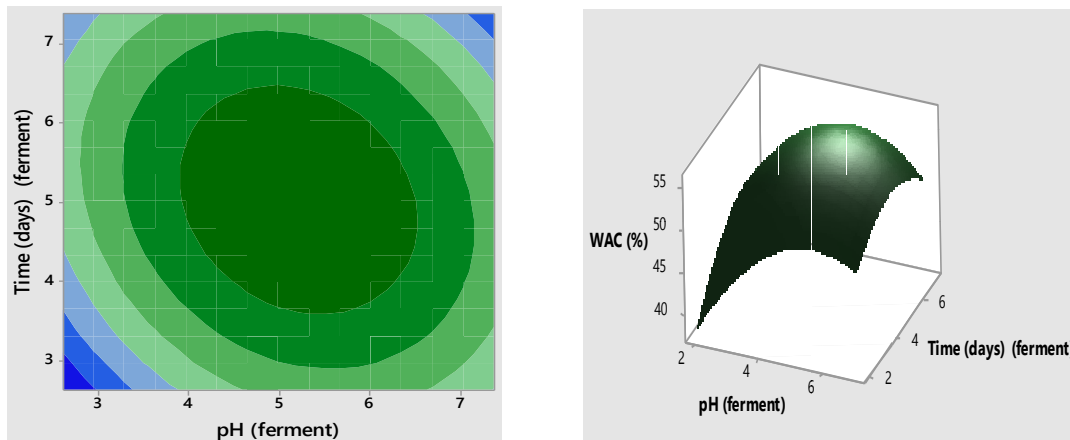 7
6
5
4
3
Time (days) (ferment)
3 4 5 6 7
pH (ferment)
55
50
45
40
WAC (%)
2 4 6
pH (ferment)
6
4
2
Time (days) (ferment